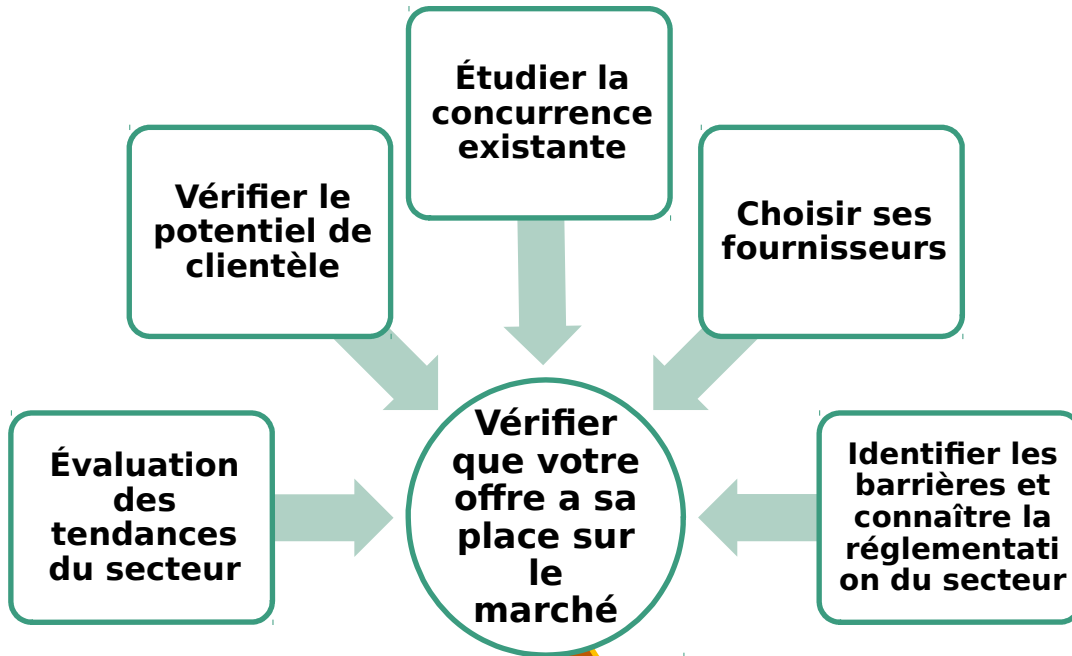 Étudier la
concurrence
existante
Vérifier le
potentiel de
clientèle
Choisir ses
fournisseurs
Évaluation
des
tendances
du secteur
Vérifier
que votre
offre a sa
place sur
le
marché
Identifier les
barrières et
connaître la
réglementati
on du secteur